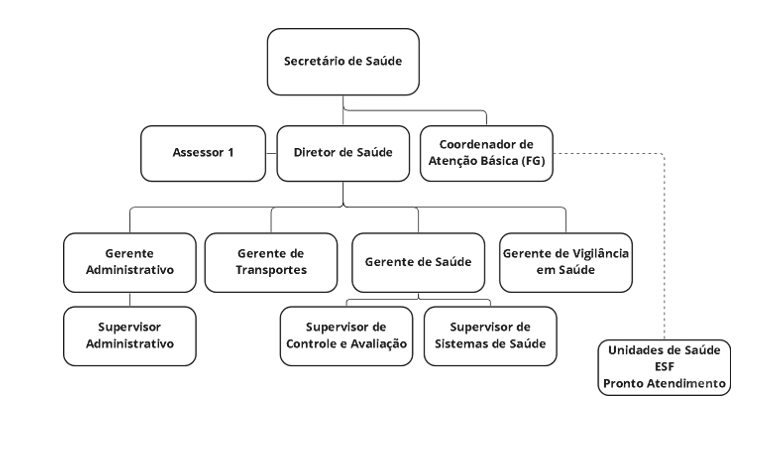 Secretário de Saúde
Assessor 1
Diretor de Saúde
Coordenador de
Atenção Básica (FG)
Gerente
Administrativo
Gerente de
Transportes
Gerente de Saúde
Gerente de Vigilância
em Saúde
Supervisor
Administrativo
Supervisor de
Controle e Avaliação
Supervisor de
Sistemas de Saúde
Unidades de Saúde
ESF
Pronto Atendimento